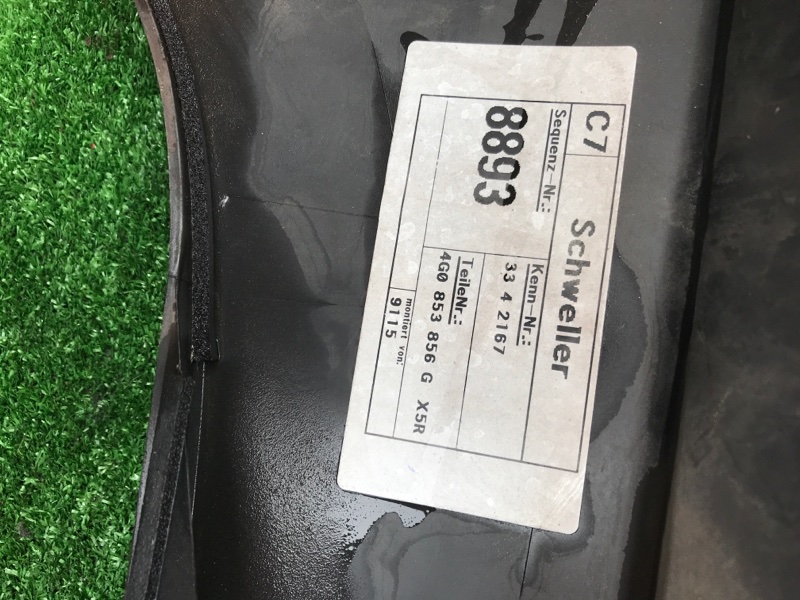 C7 Schweller
Sequenz-Nr.:
8893
Kenn-Nr.:
33 4 2167
TeileNr.:
4G0 853 856 G X5R
montiert von:
9115